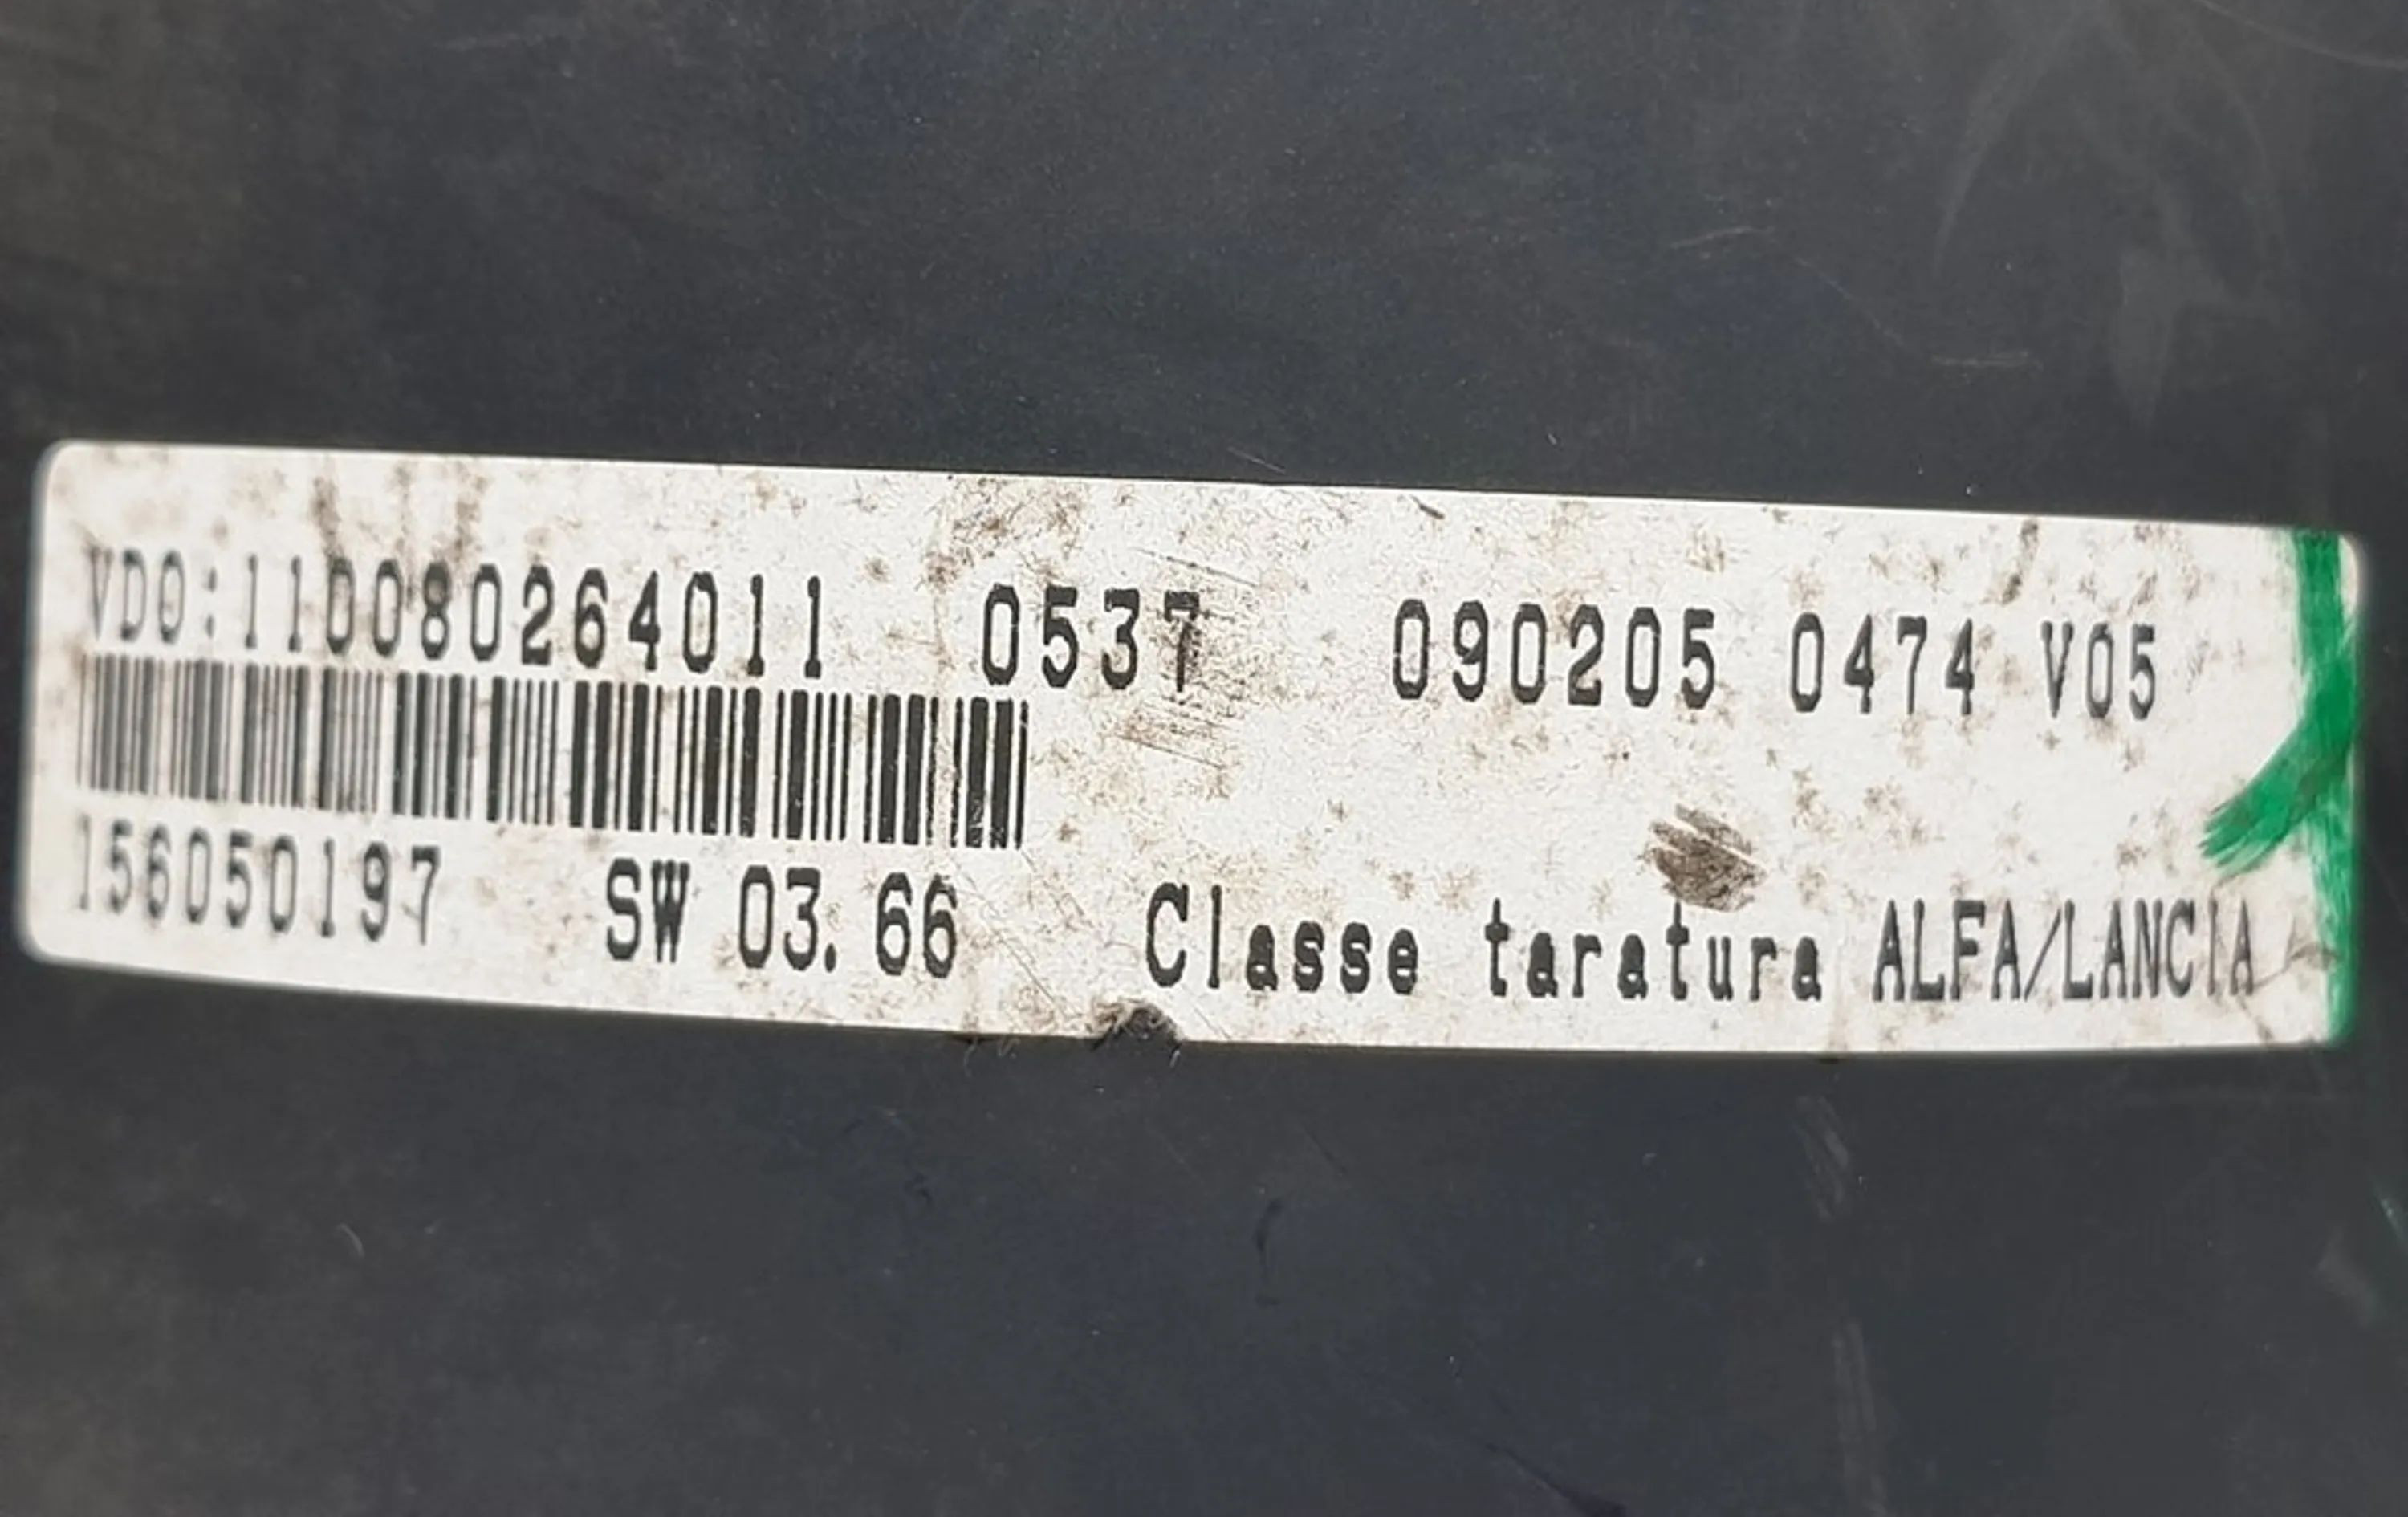 VDO:110080264011 0537 090205 0474 V05
156050197 SW 03.66 Classe taratura ALFA/LANCIA